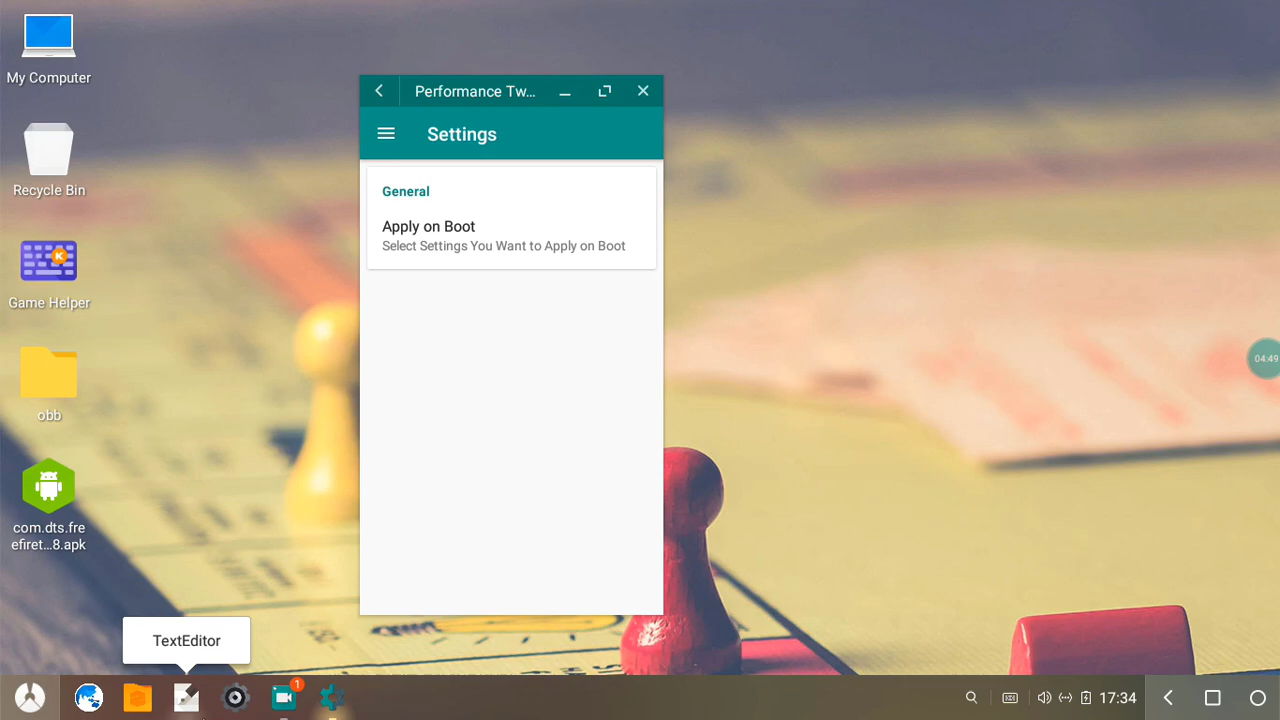 My Computer
Recycle Bin
Game Helper
obb
com.dts.fre
efiret...8.apk
Performance Tw...
Settings
General
Apply on Boot
Select Settings You Want to Apply on Boot
04:49
TextEditor
1
17:34